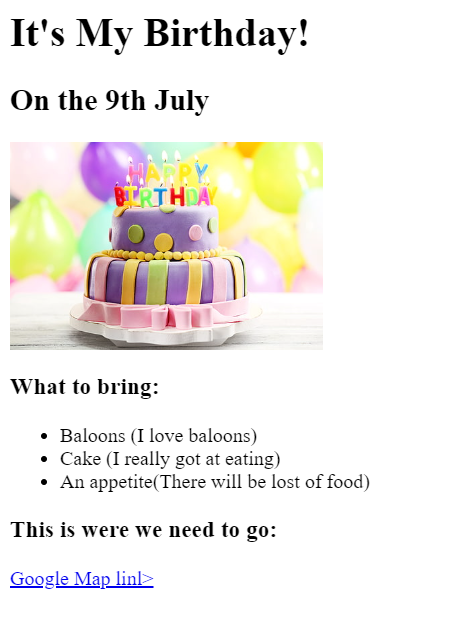 It's My Birthday!
On the 9th July
HAPPY
BIRTHDAY
What to bring:
Baloons (I love baloons)
Cake (I really got at eating)
An appetite(There will be lost of food)
This is were we need to go:
Google Map linl>